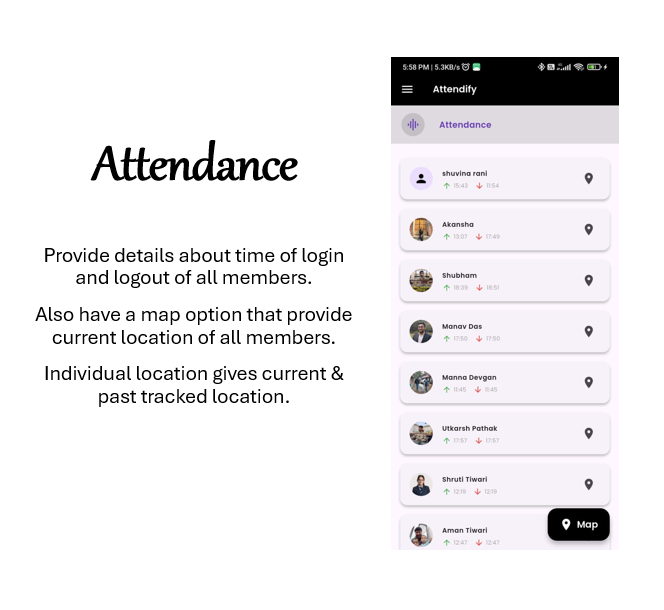 Attendance
Provide details about time of login
and logout of all members.
Also have a map option that provide
current location of all members.
Individual location gives current &
past tracked location.
5:58 PM | 5.3KB/s
Attendify
Attendance
shuvina rani
↑ 15:43 ↓ 11:54
Akansha
↑ 13:07 ↓ 17:49
Shubham
↑ 18:39 ↓ 18:51
Manav Das
↑ 17:50 ↓ 17:50
Manna Devgan
↑ 11:45 ↓ 11:45
Utkarsh Pathak
↑ 17:57 ↓ 17:57
Shruti Tiwari
↑ 12:19 ↓ 12:19
Aman Tiwari
↑ 12:47 ↓ 12:47
Map